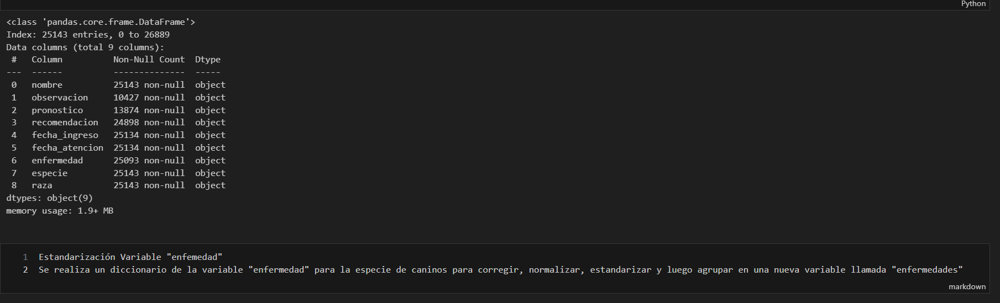 Python
<class 'pandas.core.frame.DataFrame'>
Index: 25143 entries, 0 to 26889
Data columns (total 9 columns):
 #   Column          Non-Null Count  Dtype
---  ------          --------------  -----
 0   nombre          25143 non-null  object
 1   observacion     10427 non-null  object
 2   pronostico      13874 non-null  object
 3   recomendacion   24898 non-null  object
 4   fecha_ingreso   25134 non-null  object
 5   fecha_atencion  25134 non-null  object
 6   enfermedad      25093 non-null  object
 7   especie         25143 non-null  object
 8   raza            25143 non-null  object
dtypes: object(9)
memory usage: 1.9+ MB
1 Estandarización Variable "enfemedad"
2 Se realiza un diccionario de la variable "enfermedad" para la especie de caninos para corregir, normalizar, estandarizar y luego agrupar en una nueva variable llamada "enfermedades"
markdown